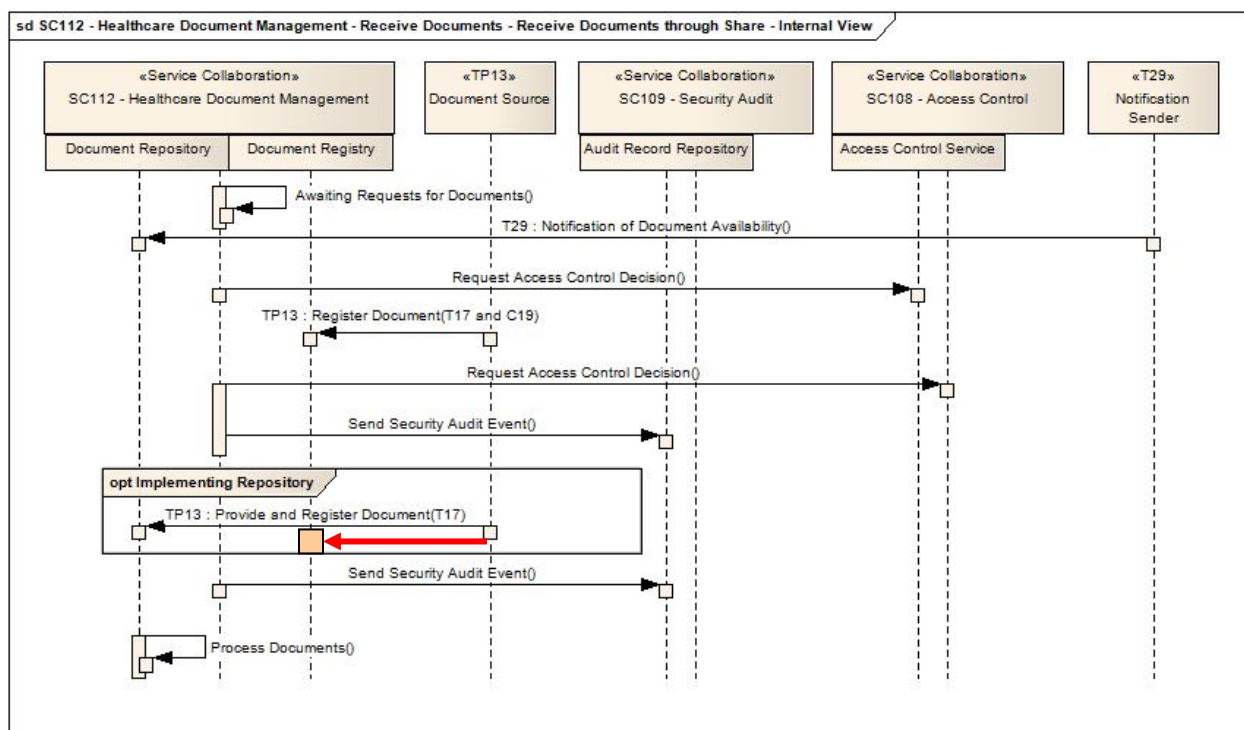 sd SC112 - Healthcare Document Management - Receive Documents - Receive Documents through Share - Internal View
«Service Collaboration»
SC112 - Healthcare Document Management
«TP13»
Document Source
«Service Collaboration»
SC109 - Security Audit
«Service Collaboration»
SC108 - Access Control
«T29»
Notification
Sender
Document Repository
Document Registry
Audit Record Repository
Access Control Service
Awaiting Requests for Documents()
T29 : Notification of Document Availability()
Request Access Control Decision()
TP13 : Register Document(T17 and C19)
Request Access Control Decision()
Send Security Audit Event()
opt Implementing Repository
TP13 : Provide and Register Document(T17)
Send Security Audit Event()
Process Documents()